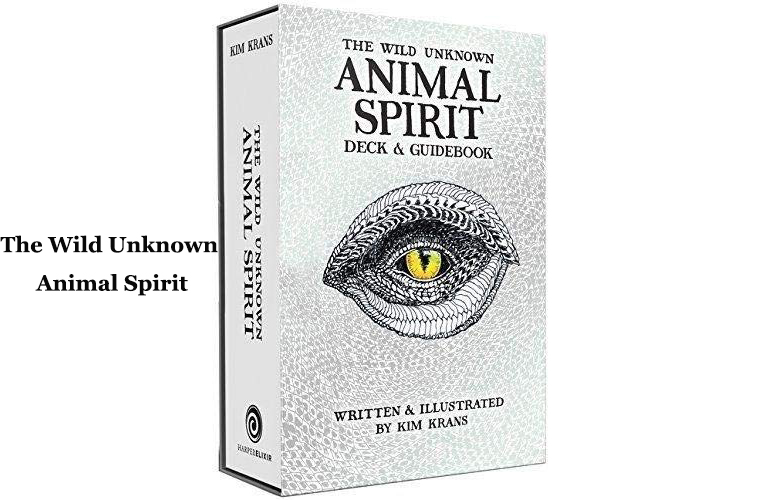 The Wild Unknown
Animal Spirit
KIM KRANS
THE WILD UNKNOWN
ANIMAL SPIRIT
HARPERELIXIR
THE WILD UNKNOWN
ANIMAL
SPIRIT
DECK & GUIDEBOOK
WRITTEN & ILLUSTRATED
BY KIM KRANS